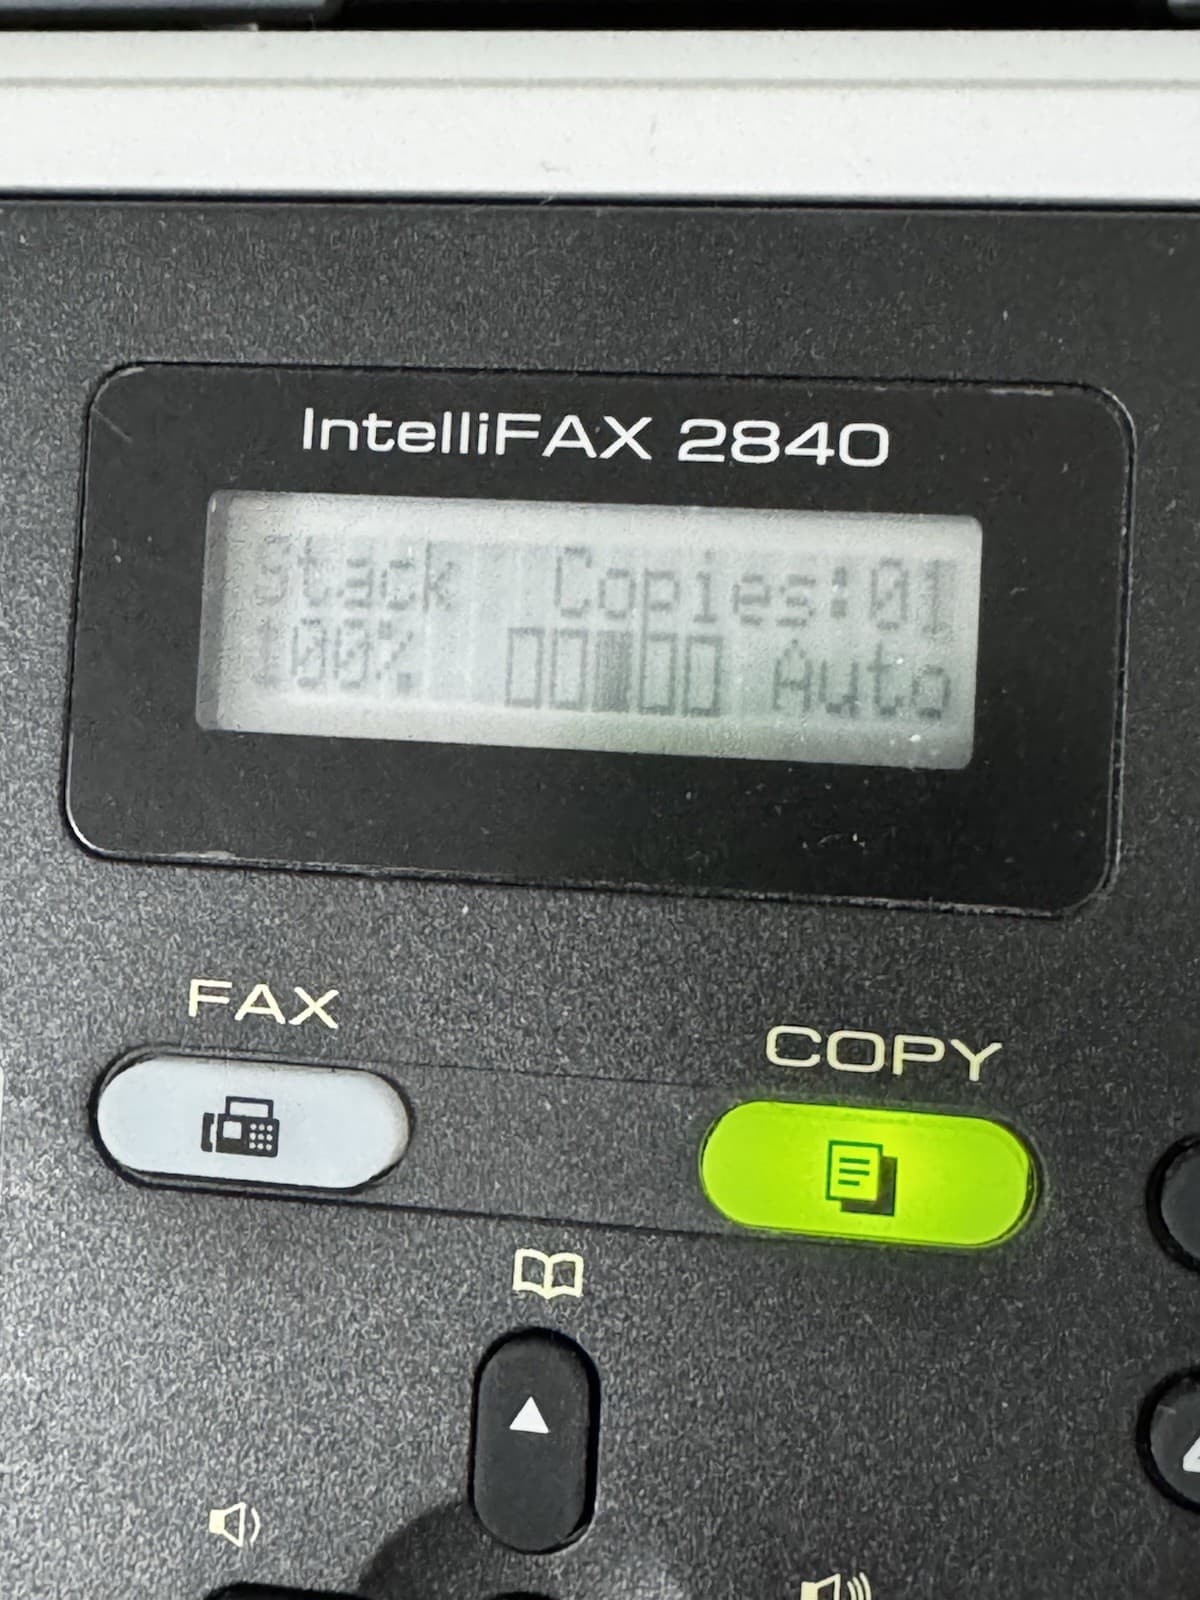 IntelliFAX 2840
Stack Copies:01
100% ▯▯▮▯▯ Auto
FAX
COPY